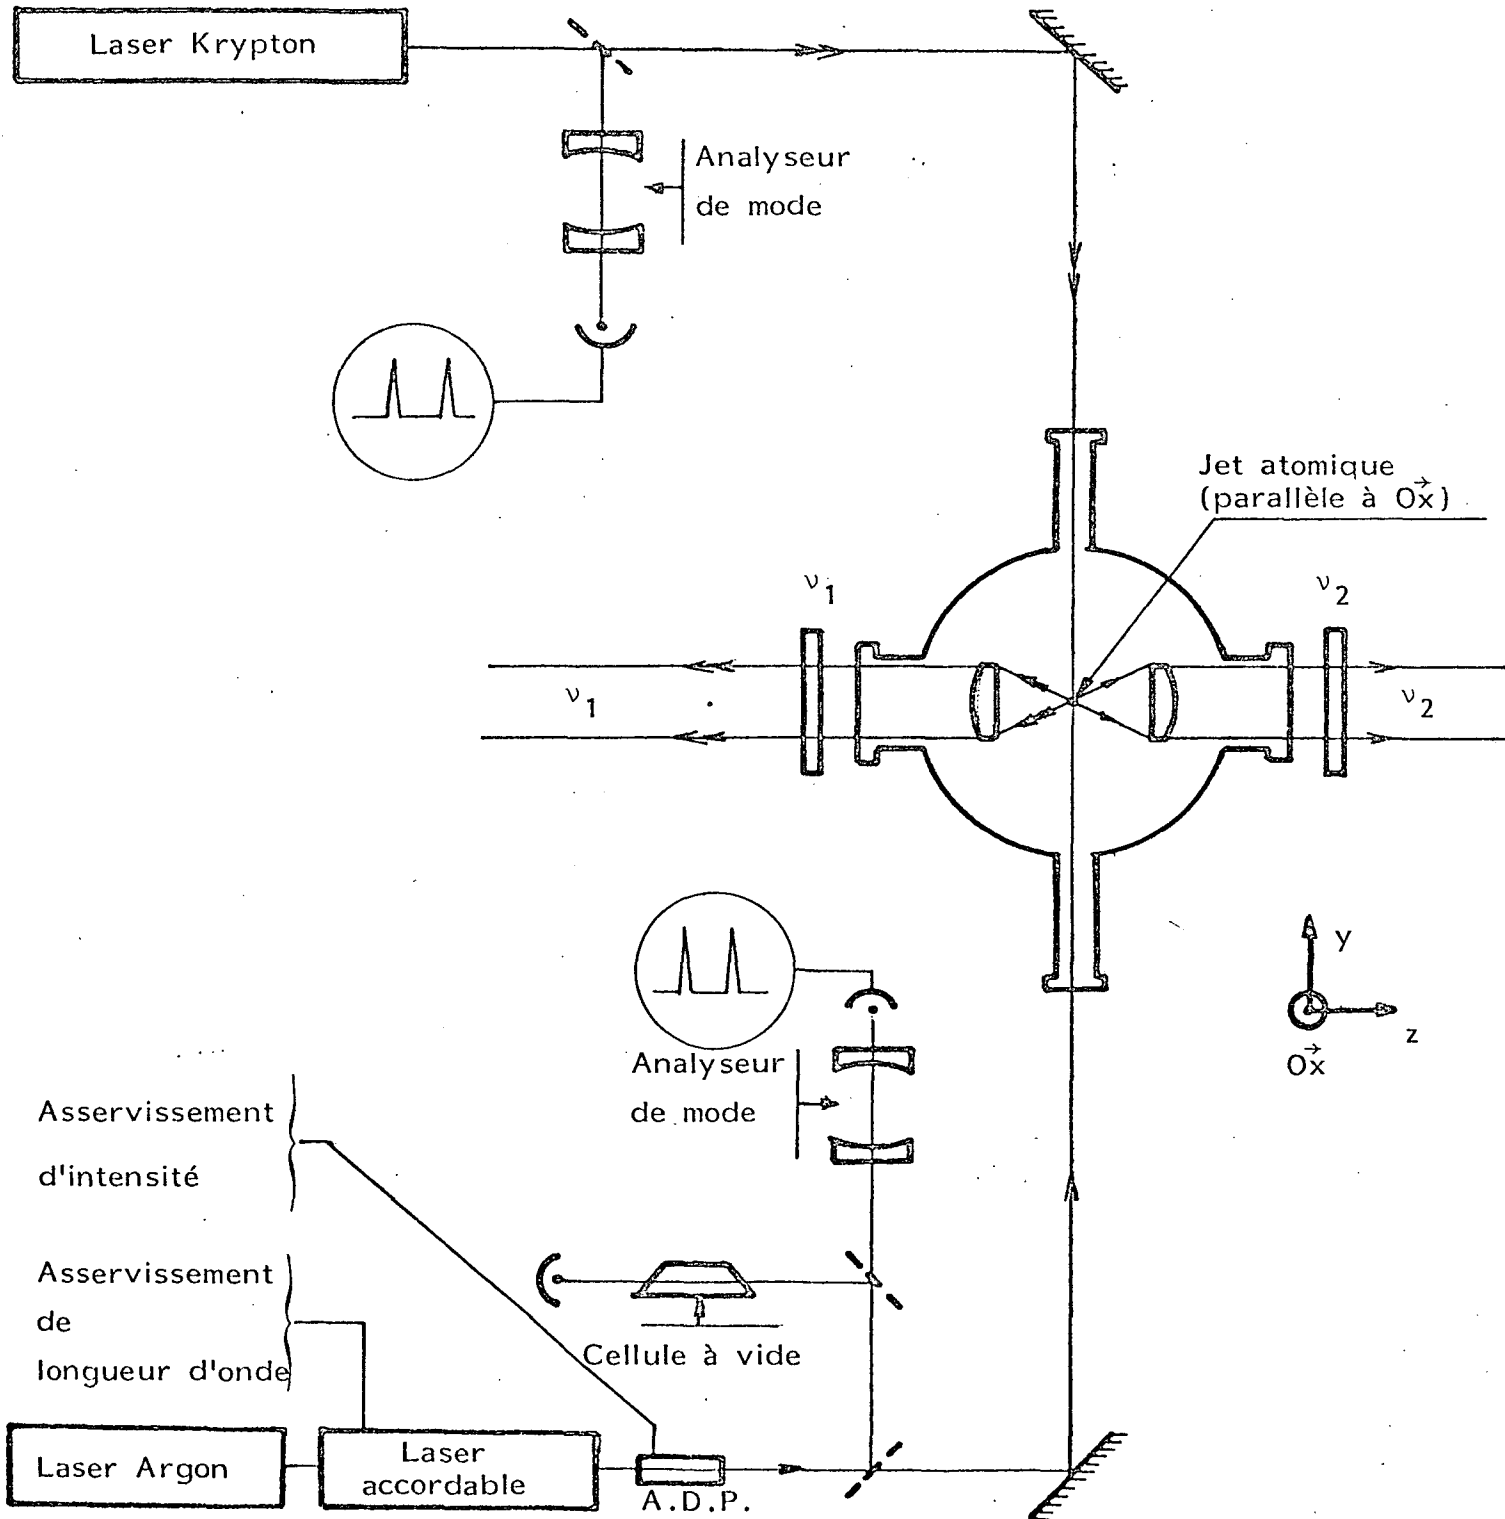 Laser Krypton
Analyseur
de mode
Jet atomique
(parallèle à O͞x)
ν1
ν2
ν1
ν2
y
z
Ox
Analyseur
de mode
Asservissement
d'intensité
Asservissement
de
longueur d'onde
Cellule à vide
Laser Argon
Laser
accordable
A.D.P.